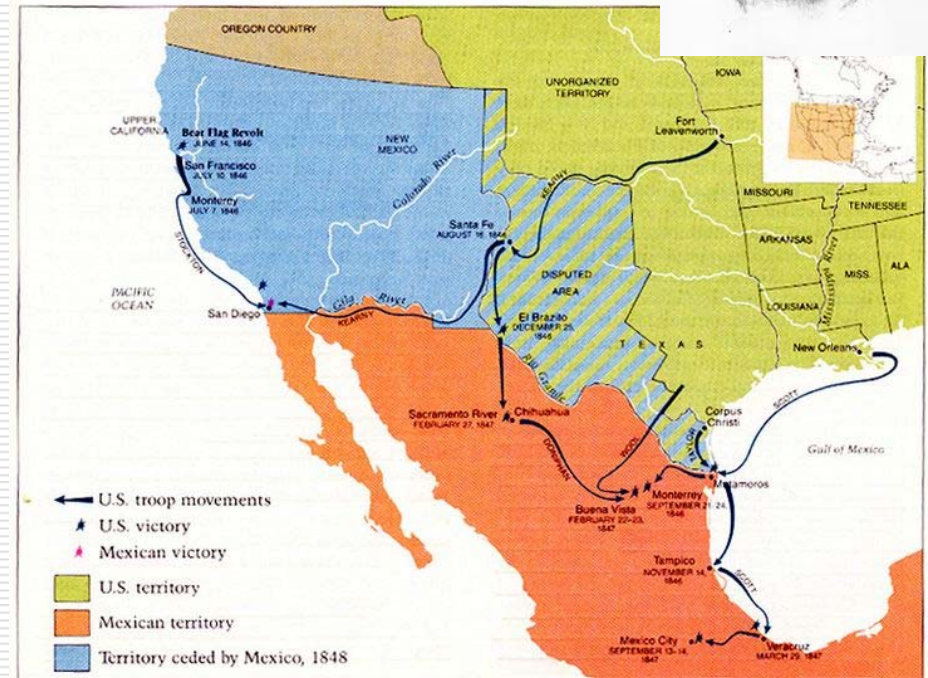 OREGON COUNTRY
UNORGANIZED
TERRITORY
IOWA
UPPER
CALIFORNIA
Bear Flag Revolt
JUNE 14, 1846
San Francisco
JULY 10, 1846
Monterey
JULY 7, 1846
NEW
MEXICO
Colorado River
Fort
Leavenworth
KEARNY
MISSOURI
TENNESSEE
Santa Fe
AUGUST 16, 1846
ARKANSAS
Mississippi River
MISS.
ALA.
STOCKTON
DISPUTED
AREA
PACIFIC
OCEAN
San Diego
Gila River
KEARNY
El Brazito
DECEMBER 25,
1846
LOUISIANA
TEXAS
New Orleans
Rio Grande
SCOTT
Sacramento River
FEBRUARY 27, 1847
Chihuahua
Corpus
Christi
DONIPHAN
WOOL
TAYLOR
Gulf of Mexico
Matamoros
Monterrey
SEPTEMBER 21-24,
1846
Buena Vista
FEBRUARY 22-23,
1847
Tampico
NOVEMBER 14,
1846
SCOTT
Mexico City
SEPTEMBER 13-14,
1847
Veracruz
MARCH 29, 1847
U.S. troop movements
U.S. victory
Mexican victory
U.S. territory
Mexican territory
Territory ceded by Mexico, 1848